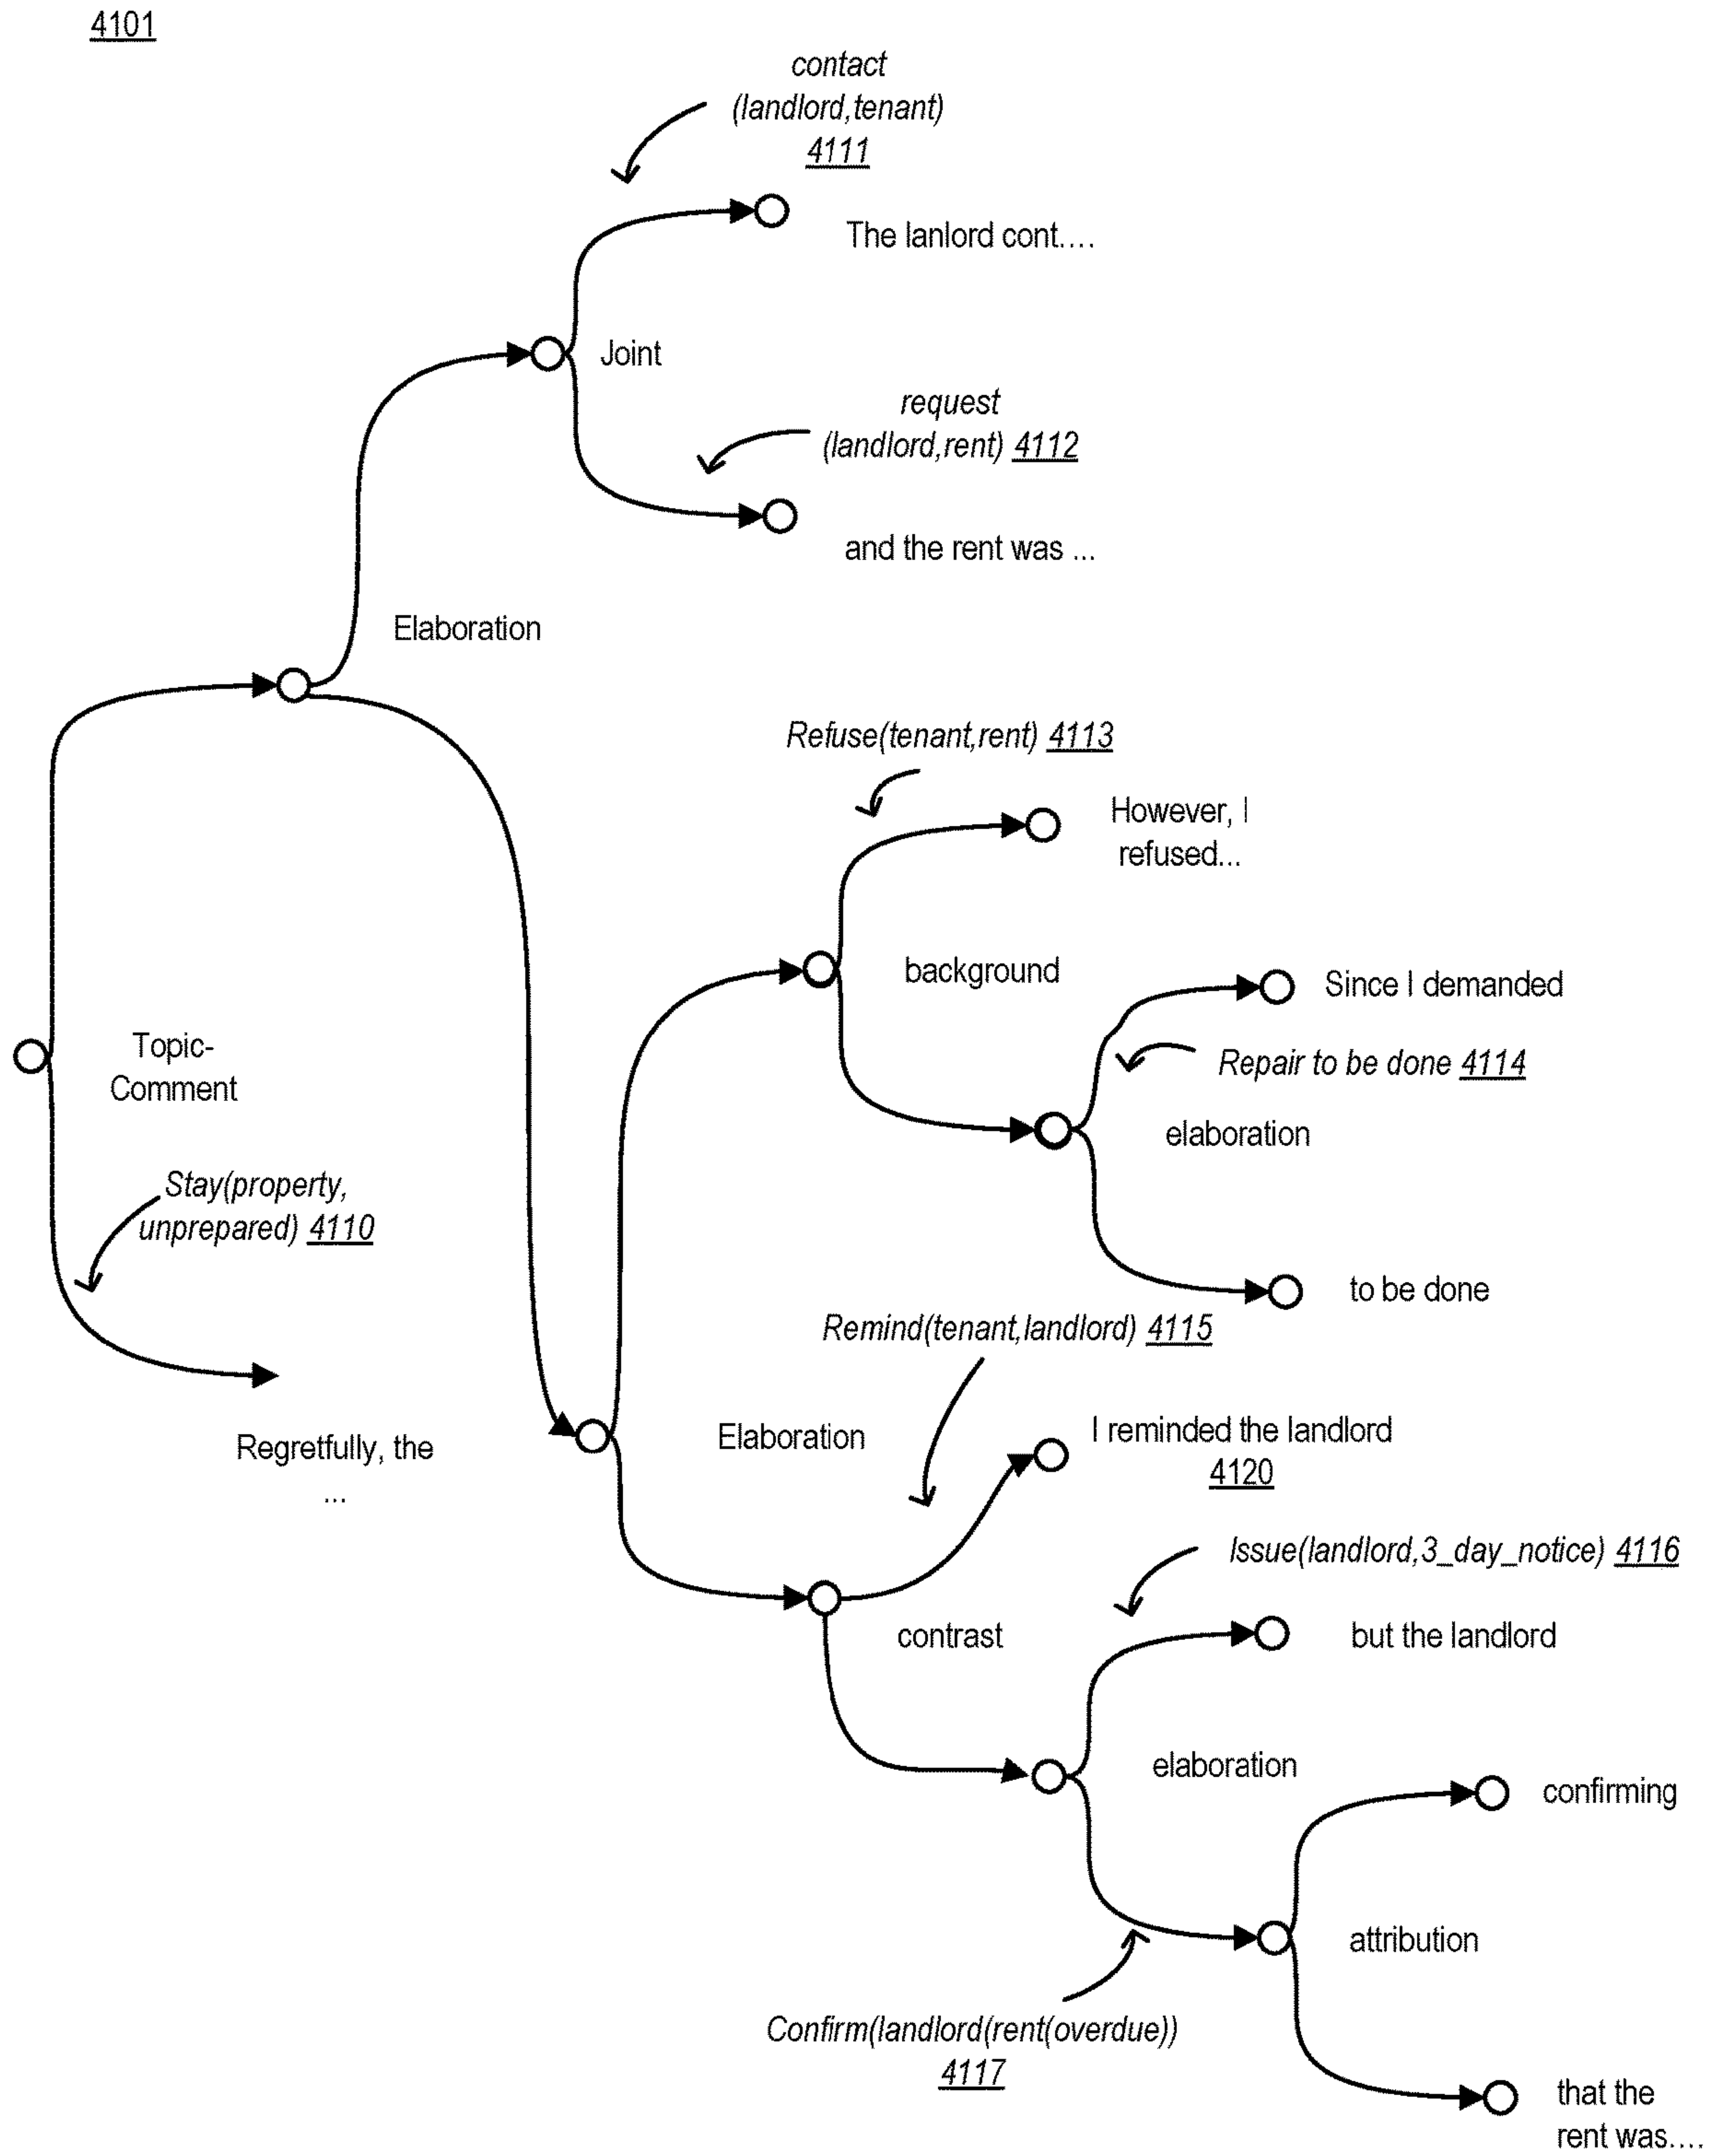 4101
contact
(landlord,tenant)
4111
The lanlord cont....
Joint
request
(landlord,rent) 4112
and the rent was ...
Elaboration
Refuse(tenant,rent) 4113
However, I
refused...
background
Since I demanded
Repair to be done 4114
elaboration
to be done
Topic-
Comment
Stay(property,
unprepared) 4110
Regretfully, the
...
Remind(tenant,landlord) 4115
Elaboration
I reminded the landlord
4120
Issue(landlord,3_day_notice) 4116
but the landlord
contrast
elaboration
confirming
attribution
Confirm(landlord(rent(overdue))
4117
that the
rent was....